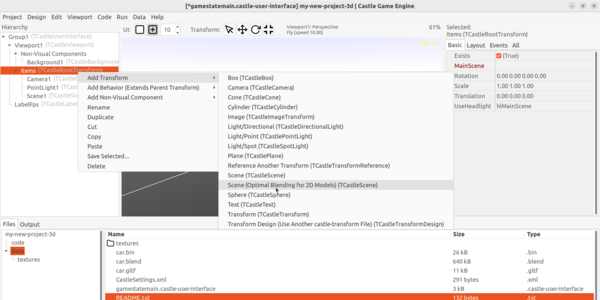 [*gamestatemain.castle-user-interface] my-new-project-3d | Castle Game Engine
Project Edit Design Edit Viewport Code Run Data Help
Hierarchy
Group1 (TCastleUserInterface)
Viewport1 (TCastleViewport)
Non-Visual Components
Background1
Items (TCastleRootTransform)
Camera1
PointLight1
Scene1
LabelFps
UI: 10 Transform:
Viewport1: Perspective
Fly (speed 10.00)
61%
Add Transform
Add Behavior (Extends Parent Transform)
Add Non-Visual Component
Rename
Duplicate
Cut
Copy
Paste
Save Selected...
Delete
Box (TCastleBox)
Camera (TCastleCamera)
Cone (TCastleCone)
Cylinder (TCastleCylinder)
Image (TCastleImageTransform)
Light/Directional (TCastleDirectionalLight)
Light/Point (TCastlePointLight)
Light/Spot (TCastleSpotLight)
Plane (TCastlePlane)
Reference Another Transform (TCastleTransformReference)
Scene (TCastleScene)
Scene (Optimal Blending for 2D Models) (TCastleScene)
Sphere (TCastleSphere)
Text (TCastleText)
Transform (TCastleTransform)
Transform Design (Use Another castle-transform File) (TCastleTransformDesign)
Selected:
Items (TCastleRootTransform)
Basic Layout Events All
Exists (True)
MainScene
Rotation 0.00 0.00 0.00 0.00
Scale 1.00 1.00 1.00
Translation 0.00 0.00 0.00
UseHeadlight hlMainScene
Files Output
my-new-project-3d
code
data
textures
Name Size Type
textures
car.bin 26 kB .bin
car.blend 640 kB .blend
car.gltf 11 kB .gltf
CastleSettings.xml 291 bytes .xml
gamestatemain.castle-user-interface 3 kB .castle-user-interface
README.txt 132 bytes .txt